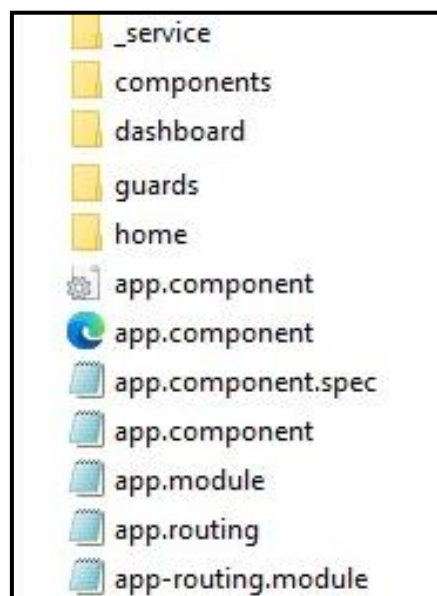 _service
components
dashboard
guards
home
app.component
app.component
app.component.spec
app.component
app.module
app.routing
app-routing.module